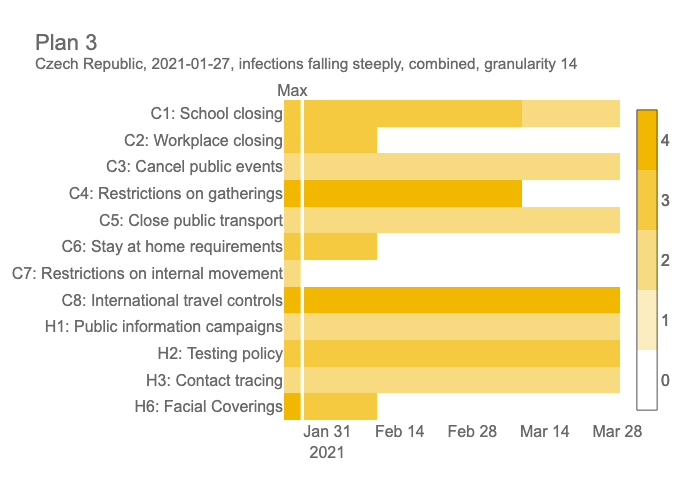 Plan 3
Czech Republic, 2021-01-27, infections falling steeply, combined, granularity 14
Max
C1: School closing
C2: Workplace closing
C3: Cancel public events
C4: Restrictions on gatherings
C5: Close public transport
C6: Stay at home requirements
C7: Restrictions on internal movement
C8: International travel controls
H1: Public information campaigns
H2: Testing policy
H3: Contact tracing
H6: Facial Coverings
4
3
2
1
0
Jan 31 Feb 14 Feb 28 Mar 14 Mar 28
2021